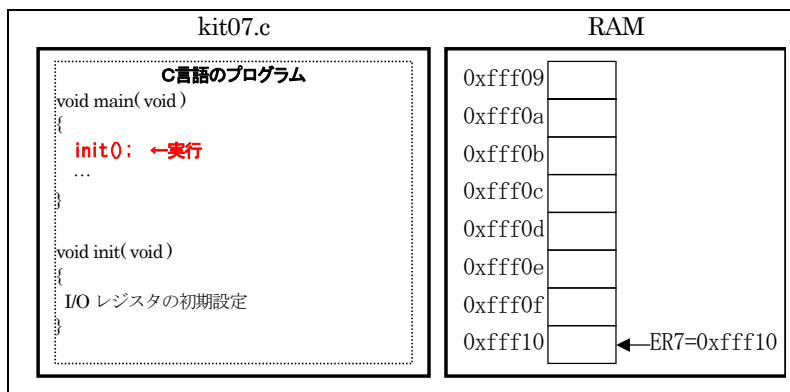 kit07.c
C言語のプログラム
void main( void )
{
init(); ←実行
…
}
void init( void )
{
I/O レジスタの初期設定
}
RAM
0xfff09
0xfff0a
0xfff0b
0xfff0c
0xfff0d
0xfff0e
0xfff0f
0xfff10
ER7=0xfff10